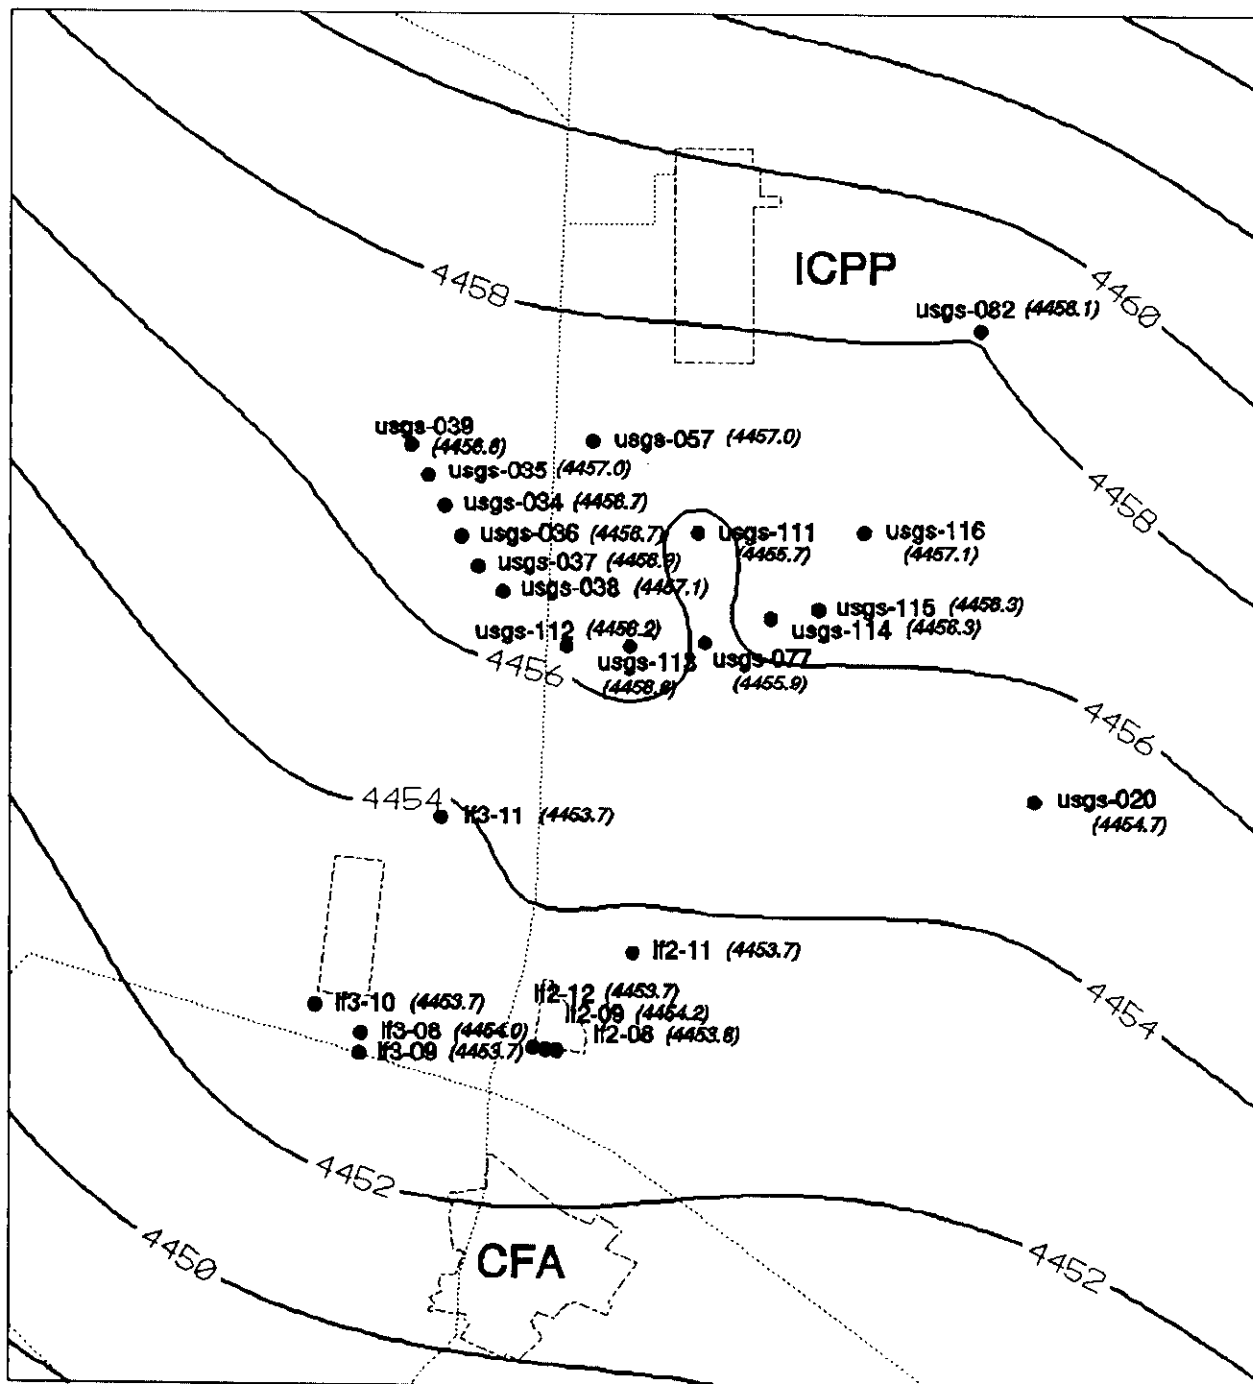 4458
ICPP
4460
usgs-082 (4458.1)
usgs-039
usgs-057 (4457.0)
usgs-035 (4457.0)
usgs-034 (4456.7)
4458
usgs-036 (4456.7)
usgs-111
(4455.7)
usgs-116
(4457.1)
usgs-037 (4456.9)
usgs-038 (4457.1)
usgs-115 (4456.3)
usgs-114 (4456.3)
usgs-112 (4456.2)
4456
usgs-113
usgs-077
(4455.9)
4456
4454
lf3-11 (4453.7)
usgs-020
(4454.7)
lf2-11 (4453.7)
lf3-10 (4453.7)
lf2-12 (4453.7)
lf2-09 (4454.2)
4454
lf3-08 (4454.0)
lf2-08
lf3-09 (4453.7)
4452
4450
CFA
4452